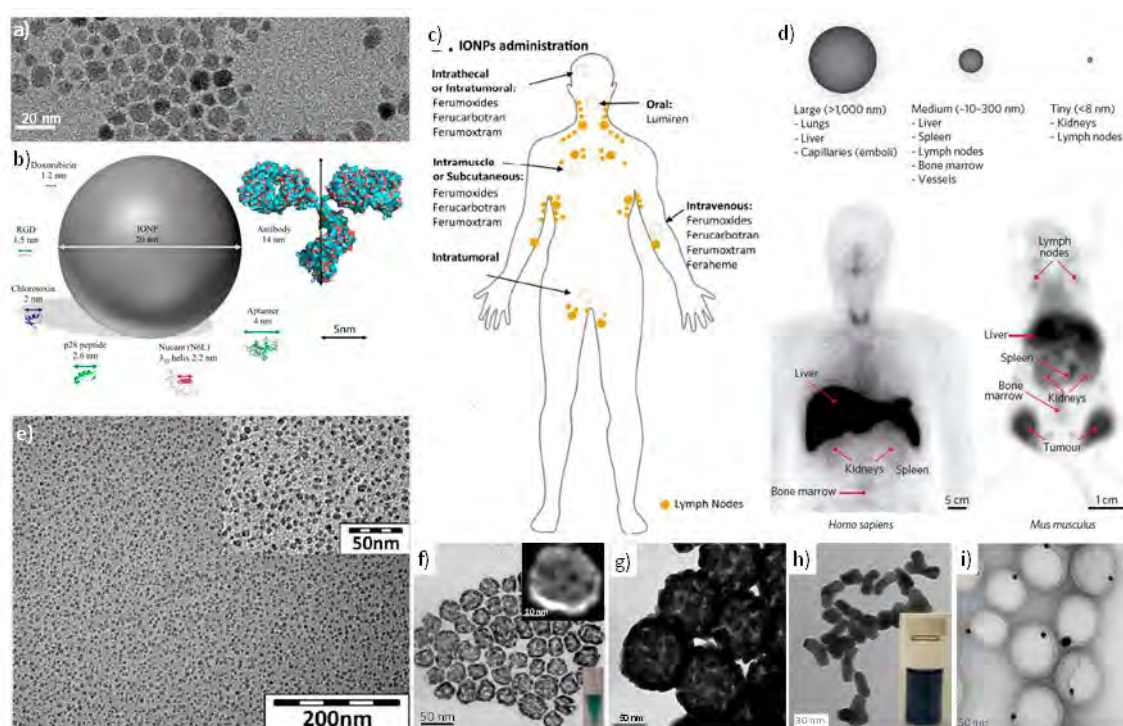 a)
20 nm
b)
Doxorubicin
1.2 nm
RGD
1.5 nm
Chlorotoxin
2 nm
p28 peptide
2.6 nm
Nucant (N6L)
3₁₀ helix 2.2 nm
IONP
20 nm
Antibody
14 nm
Aptamer
4 nm
5nm
c)
IONPs administration
Intrathecal
or Intratumoral:
Ferumoxides
Ferucarbotran
Ferumoxtram
Oral:
Lumiren
Intramuscle
or Subcutaneous:
Ferumoxides
Ferucarbotran
Ferumoxtram
Intratumoral
Intravenous:
Ferumoxides
Ferucarbotran
Ferumoxtram
Feraheme
Lymph Nodes
d)
Large (>1,000 nm)
- Lungs
- Liver
- Capillaries (emboli)
Medium (~10–300 nm)
- Liver
- Spleen
- Lymph nodes
- Bone marrow
- Vessels
Tiny (<8 nm)
- Kidneys
- Lymph nodes
Liver
Kidneys
Spleen
Bone marrow
5 cm
Homo sapiens
Lymph
nodes
Liver
Spleen
Bone
marrow
Kidneys
Tumour
1 cm
Mus musculus
e)
50nm
200nm
f)
10 nm
50 nm
g)
50 nm
h)
30 nm
i)
50 nm